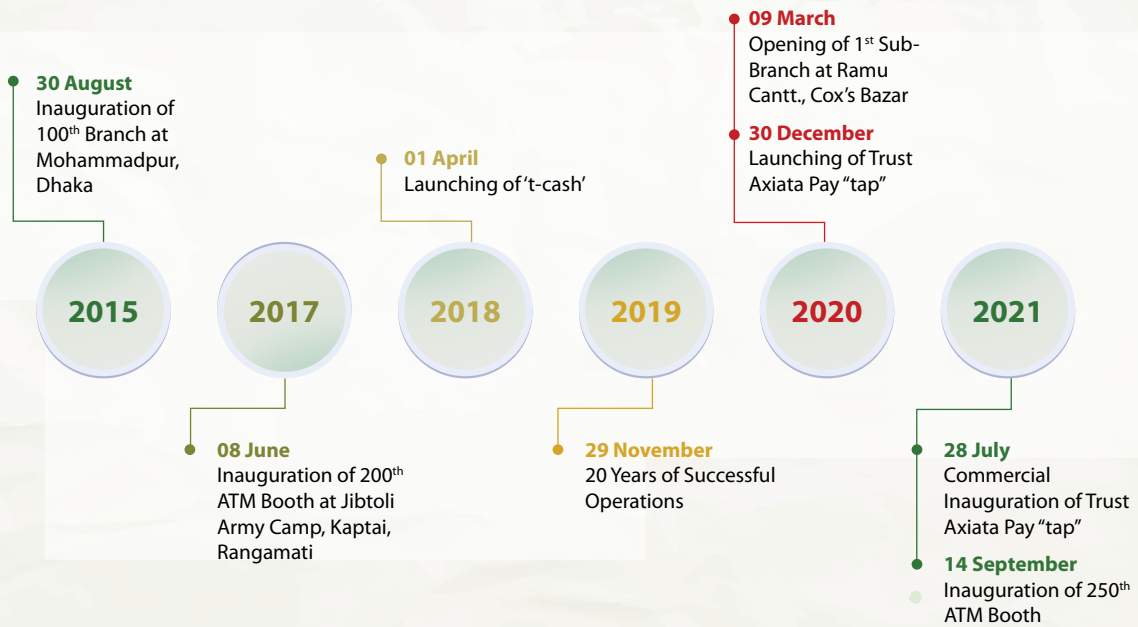 30 August
Inauguration of
100th Branch at
Mohammadpur,
Dhaka
2015
2017
08 June
Inauguration of 200th
ATM Booth at Jibtoli
Army Camp, Kaptai,
Rangamati
01 April
Launching of ‘t-cash’
2018
2019
29 November
20 Years of Successful
Operations
09 March
Opening of 1st Sub-
Branch at Ramu
Cantt., Cox’s Bazar
30 December
Launching of Trust
Axiata Pay “tap”
2020
2021
28 July
Commercial
Inauguration of Trust
Axiata Pay “tap”
14 September
Inauguration of 250th
ATM Booth